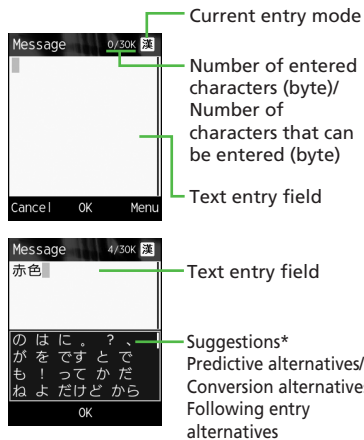 Current entry mode
Message 0/30K 漢
Number of entered
characters (byte)/
Number of
characters that can
be entered (byte)
Text entry field
Cancel OK Menu
Message 4/30K 漢
赤色
Text entry field
の は に 。 ? 、
が を です と で
も ! って か だ
ね よ だけど から
OK
Suggestions*
Predictive alternatives/
Conversion alternative
Following entry
alternatives